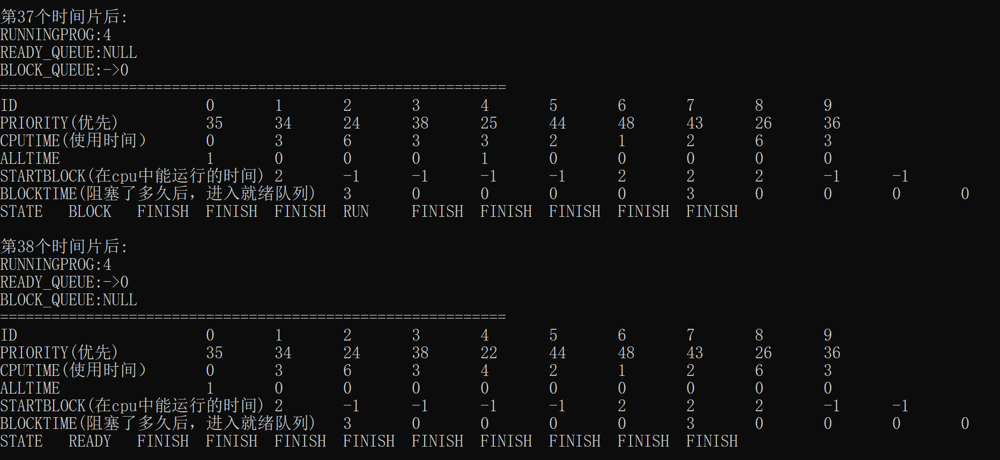 第37个时间片后:
RUNNINGPROG:4
READY_QUEUE:NULL
BLOCK_QUEUE:->0
===========================================================
ID 0 1 2 3 4 5 6 7 8 9
PRIORITY(优先) 35 34 24 38 25 44 48 43 26 36
CPUTIME(使用时间） 0 3 6 3 3 2 1 2 6 3
ALLTIME 1 0 0 0 1 0 0 0 0 0
STARTBLOCK(在cpu中能运行的时间) 2 -1 -1 -1 -1 2 2 2 -1 -1
BLOCKTIME(阻塞了多久后，进入就绪队列) 3 0 0 0 0 3 0 0 0 0
STATE BLOCK FINISH FINISH FINISH RUN FINISH FINISH FINISH FINISH FINISH
第38个时间片后:
RUNNINGPROG:4
READY_QUEUE:->0
BLOCK_QUEUE:NULL
===========================================================
ID 0 1 2 3 4 5 6 7 8 9
PRIORITY(优先) 35 34 24 38 22 44 48 43 26 36
CPUTIME(使用时间） 0 3 6 3 4 2 1 2 6 3
ALLTIME 1 0 0 0 0 0 0 0 0 0
STARTBLOCK(在cpu中能运行的时间) 2 -1 -1 -1 -1 2 2 2 -1 -1
BLOCKTIME(阻塞了多久后，进入就绪队列) 3 0 0 0 0 3 0 0 0 0
STATE READY FINISH FINISH FINISH FINISH FINISH FINISH FINISH FINISH FINISH